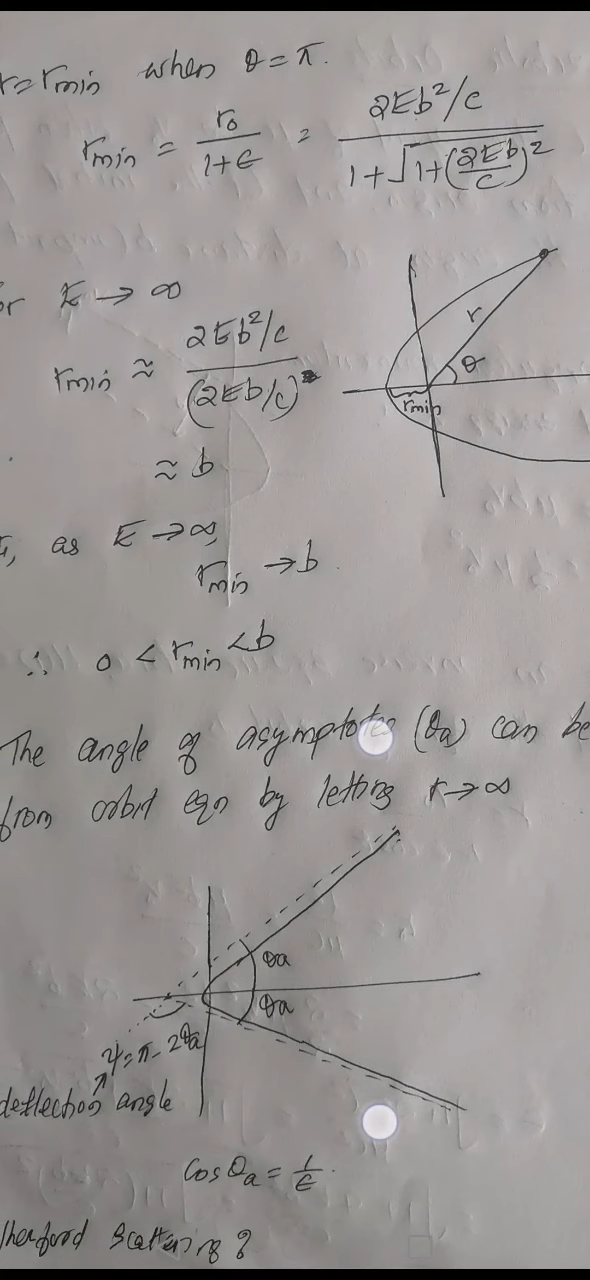 r = rmin when θ = π.
rmin = r0/(1+ϵ) = (2Eb²/c)/(1+√(1+(2Eb/c)²))
or E → ∞
rmin ≈ (2Eb²/c)/(2Eb/c)
≈ b
r
θ
rmin
as E → ∞,
rmin → b.
∴ 0 < rmin < b
The angle of asymptotes (θa) can be
from orbit eqn by letting r → ∞
θa
θa
ψ = π - 2θa
deflection angle
cos θa = 1/ϵ.
therford scattering?